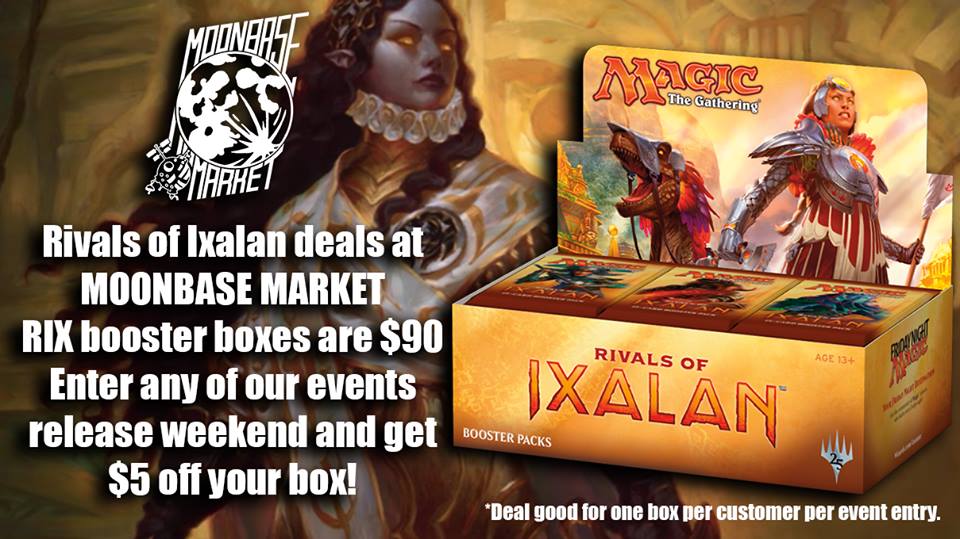 MOONBASE
MARKET
Rivals of Ixalan deals at
MOONBASE MARKET
RIX booster boxes are $90
Enter any of our events
release weekend and get
$5 off your box!
MAGIC
The Gathering
RIVALS OF
IXALAN™
AGE 13+
BOOSTER PACKS
25
FRIDAY NIGHT
MAGIC
*Deal good for one box per customer per event entry.